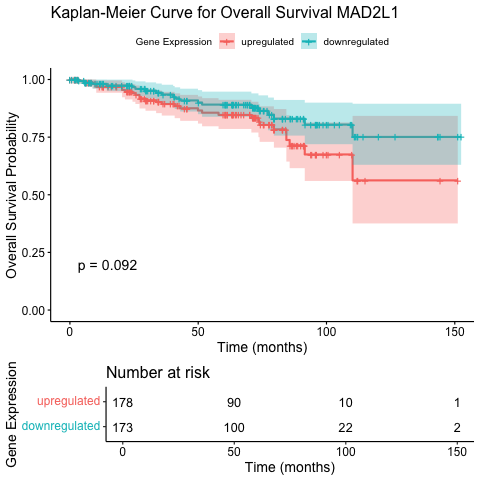 Kaplan-Meier Curve for Overall Survival MAD2L1
Gene Expression upregulated downregulated
Overall Survival Probability
1.00
0.75
0.50
0.25
0.00
p = 0.092
0 50 100 150
Time (months)
Number at risk
Gene Expression
upregulated 178 90 10 1
downregulated 173 100 22 2
0 50 100 150
Time (months)